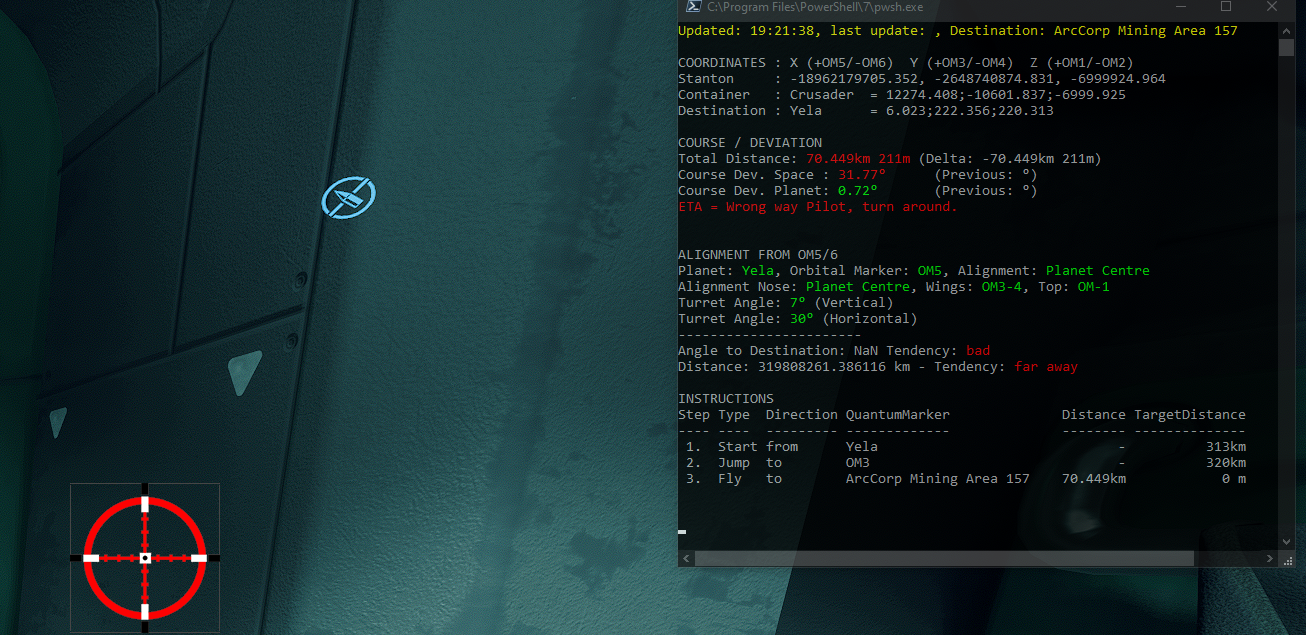 C:\Program Files\PowerShell\7\pwsh.exe
Updated: 19:21:38, last update: , Destination: ArcCorp Mining Area 157
COORDINATES : X (+OM5/-OM6)  Y (+OM3/-OM4)  Z (+OM1/-OM2)
Stanton     : -18962179705.352, -2648740874.831, -6999924.964
Container   : Crusader  = 12274.408;-10601.837;-6999.925
Destination : Yela      = 6.023;222.356;220.313
COURSE / DEVIATION
Total Distance: 70.449km 211m (Delta: -70.449km 211m)
Course Dev. Space : 31.77°      (Previous: °)
Course Dev. Planet: 0.72°       (Previous: °)
ETA = Wrong way Pilot, turn around.
ALIGNMENT FROM OM5/6
Planet: Yela, Orbital Marker: OM5, Alignment: Planet Centre
Alignment Nose: Planet Centre, Wings: OM3-4, Top: OM-1
Turret Angle: 7° (Vertical)
Turret Angle: 30° (Horizontal)
-----------------------
Angle to Destination: NaN Tendency: bad
Distance: 319808261.386116 km - Tendency: far away
INSTRUCTIONS
Step Type  Direction QuantumMarker              Distance TargetDistance
---- ----  --------- -------------              -------- --------------
1.  Start from      Yela                              -          313km
2.  Jump  to        OM3                               -          320km
3.  Fly   to        ArcCorp Mining Area 157    70.449km            0 m